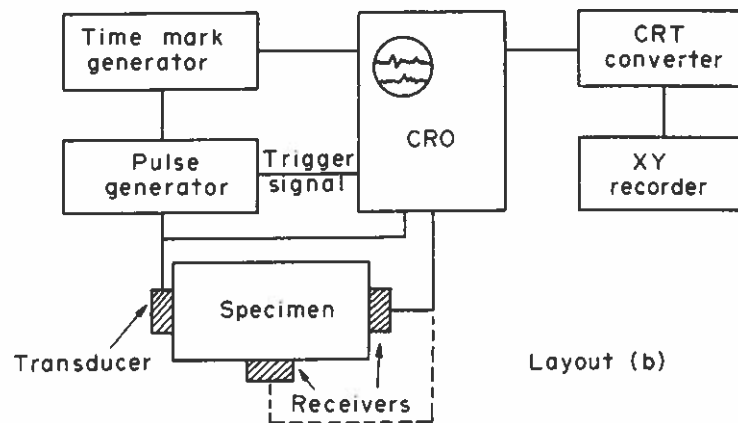 Time mark
generator
CRO
CRT
converter
Pulse
generator
Trigger
signal
XY
recorder
Specimen
Transducer
Receivers
Layout (b)